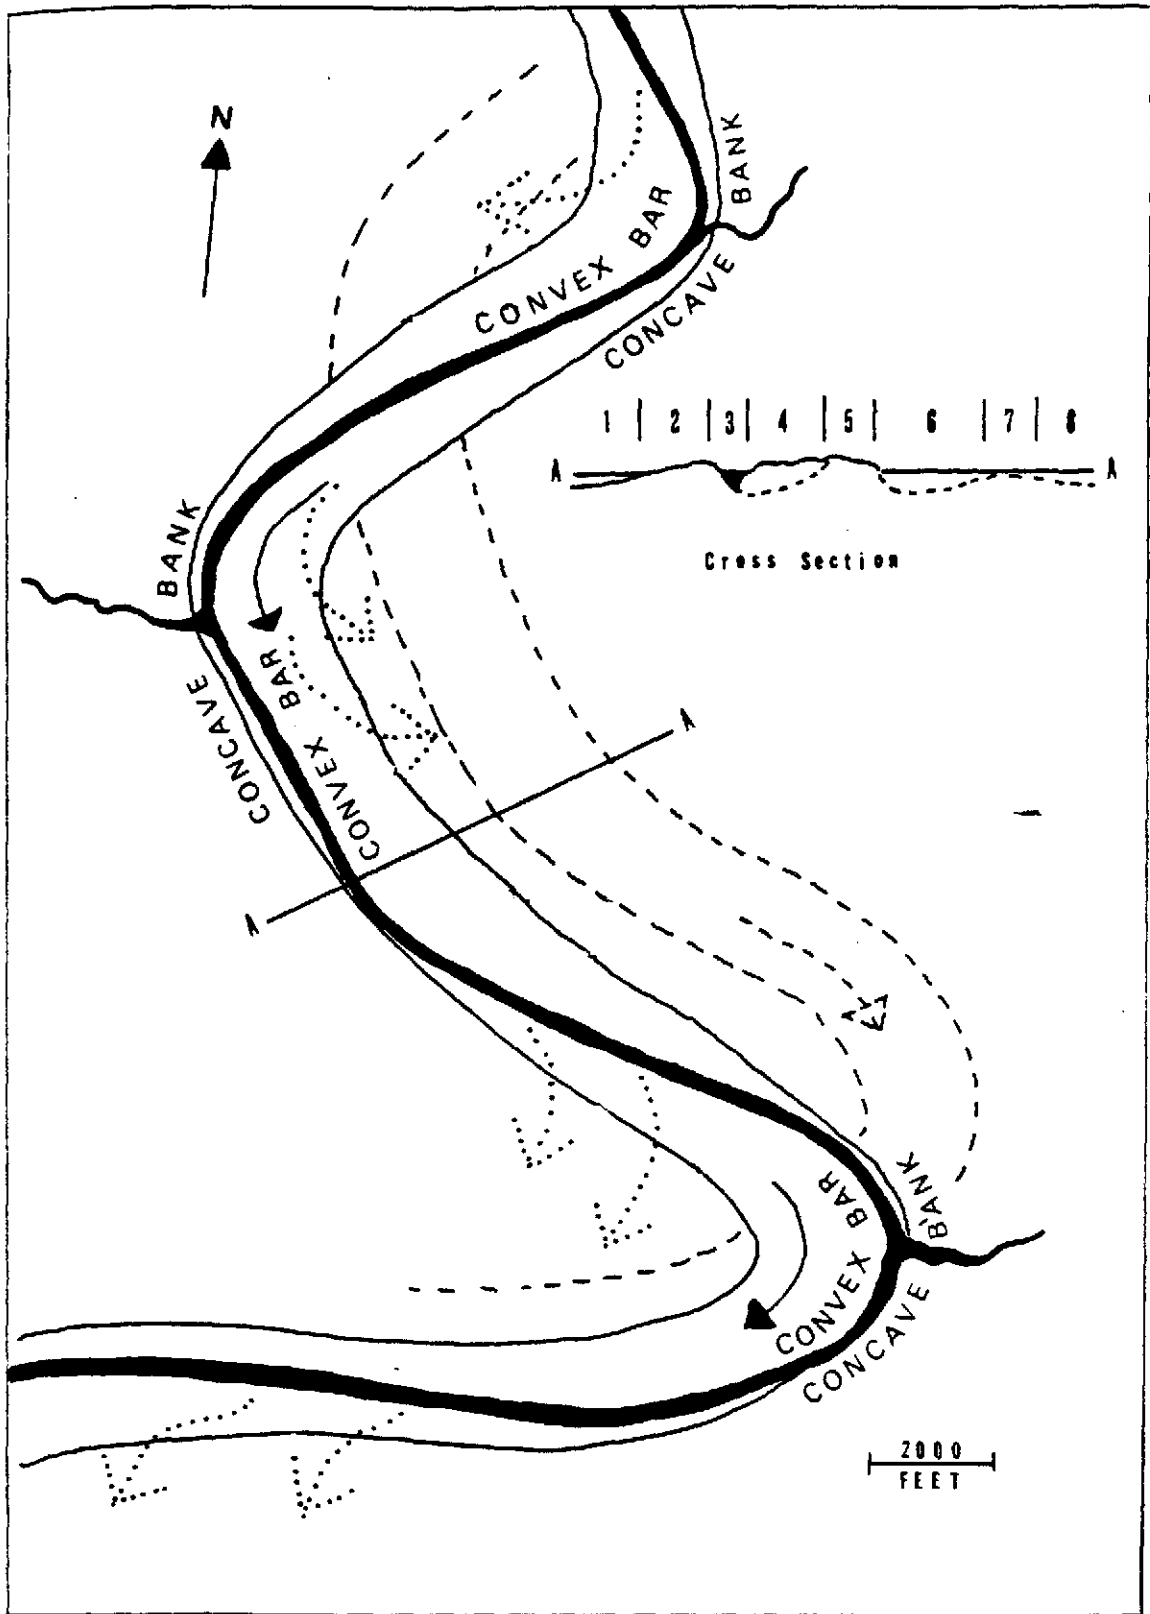 N
BANK
CONVEX BAR
CONCAVE
1 | 2 | 3 | 4 | 5 | 6 | 7 | 8
A A
Cross Section
BANK
CONCAVE
CONVEX BAR
A
A
BANK
CONVEX BAR
CONCAVE
2000
FEET